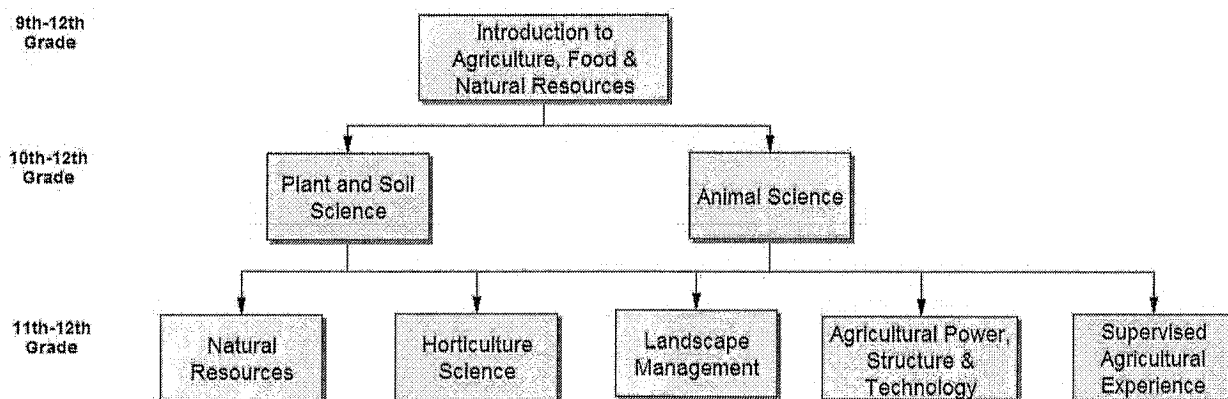 9th-12th
Grade
Introduction to
Agriculture, Food &
Natural Resources
10th-12th
Grade
Plant and Soil
Science
Animal Science
11th-12th
Grade
Natural
Resources
Horticulture
Science
Landscape
Management
Agricultural Power,
Structure &
Technology
Supervised
Agricultural
Experience